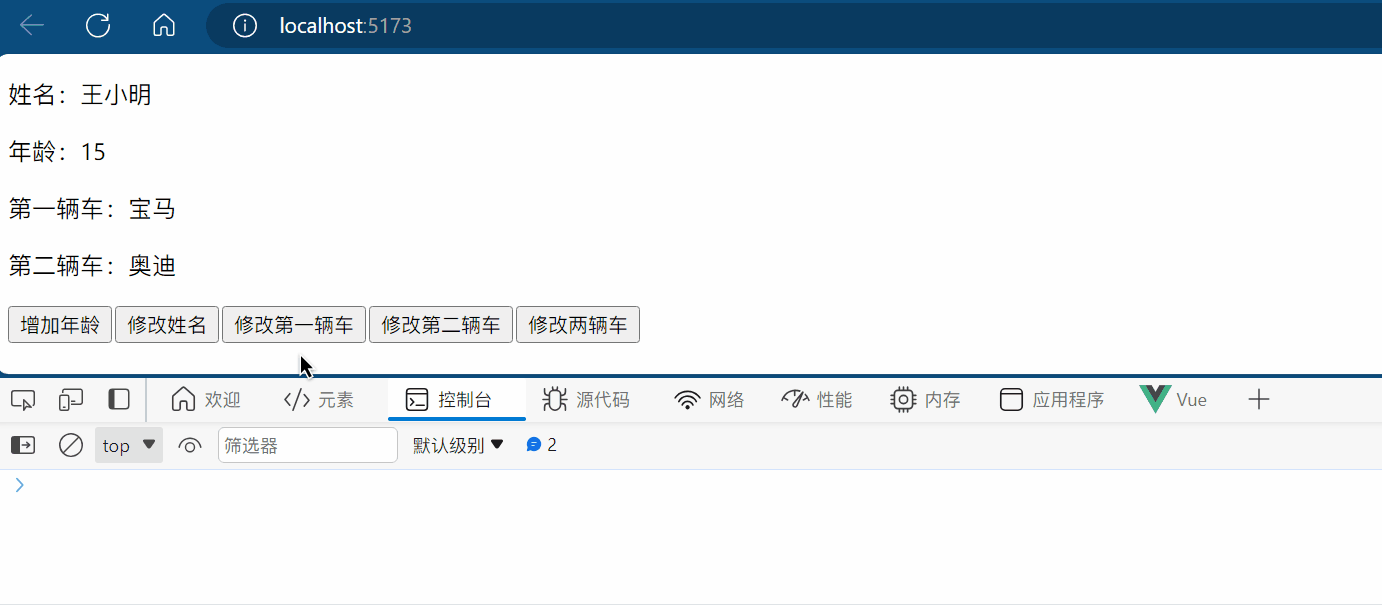 localhost:5173
姓名：王小明
年龄：15
第一辆车：宝马
第二辆车：奥迪
增加年龄 修改姓名 修改第一辆车 修改第二辆车 修改两辆车
欢迎 元素 控制台 源代码 网络 性能 内存 应用程序 Vue
top 筛选器 默认级别 2